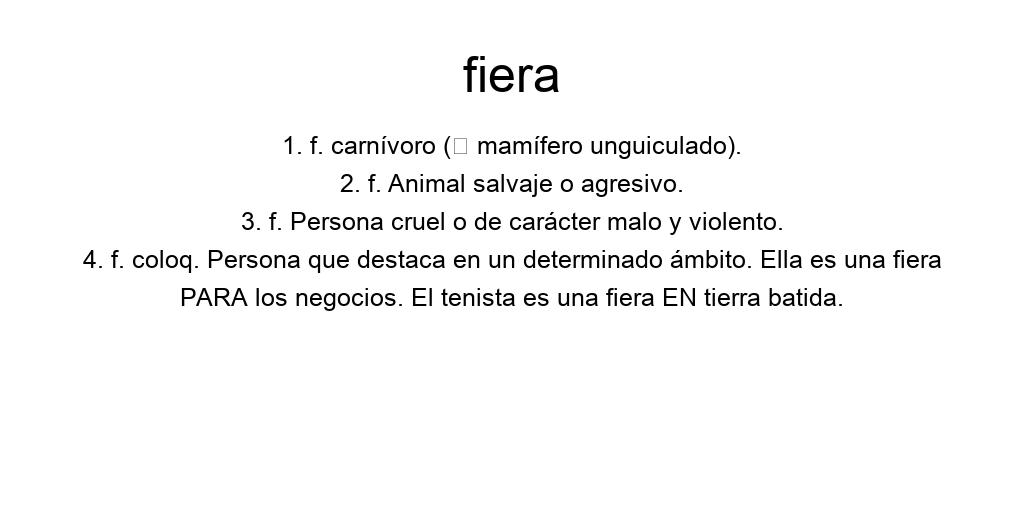 fiera
1. f. carnívoro (□ mamífero unguiculado).
2. f. Animal salvaje o agresivo.
3. f. Persona cruel o de carácter malo y violento.
4. f. coloq. Persona que destaca en un determinado ámbito. Ella es una fiera
PARA los negocios. El tenista es una fiera EN tierra batida.